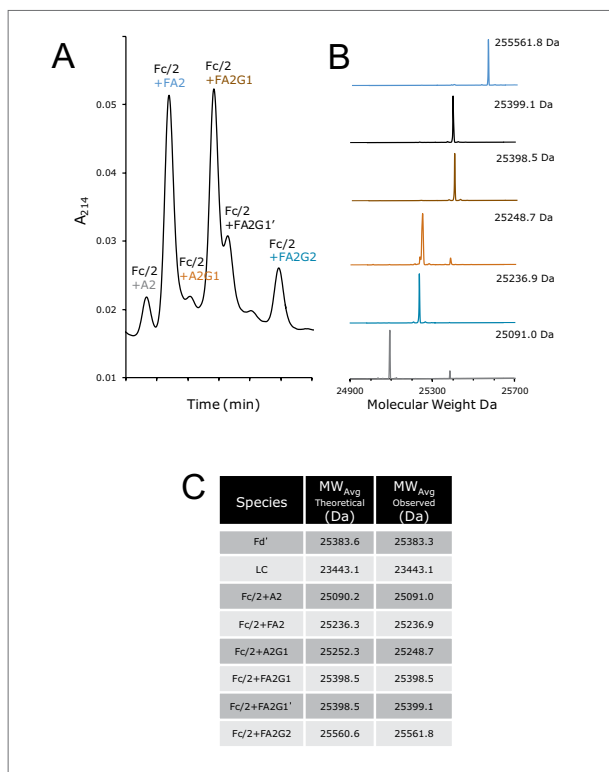 A
Fc/2
+FA2
Fc/2
+FA2G1
Fc/2
+FA2G1’
Fc/2
+FA2G2
Fc/2
+A2G1
Fc/2
+A2
0.05
0.04
0.03
0.02
0.01
A214
Time (min)
B
255561.8 Da
25399.1 Da
25398.5 Da
25248.7 Da
25236.9 Da
25091.0 Da
24900 25300 25700
Molecular Weight Da
C
Species MWAvg Theoretical (Da) MWAvg Observed (Da)
Fd’ 25383.6 25383.3
LC 23443.1 23443.1
Fc/2+A2 25090.2 25091.0
Fc/2+FA2 25236.3 25236.9
Fc/2+A2G1 25252.3 25248.7
Fc/2+FA2G1 25398.5 25398.5
Fc/2+FA2G1’ 25398.5 25399.1
Fc/2+FA2G2 25560.6 25561.8